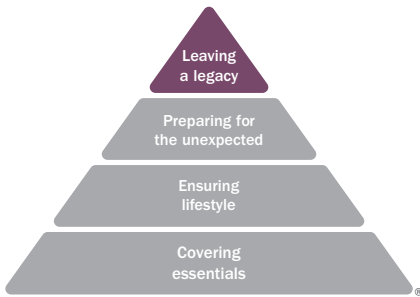 Leaving
a legacy
Preparing for
the unexpected
Ensuring
lifestyle
Covering
essentials
®